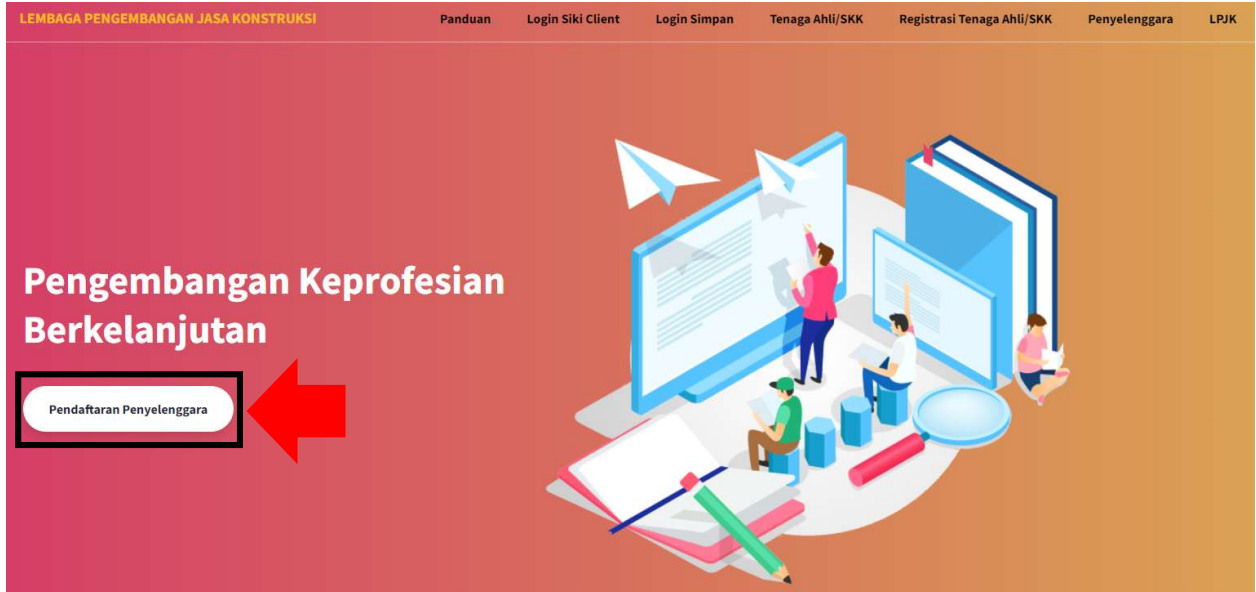 LEMBAGA PENGEMBANGAN JASA KONSTRUKSI
Panduan
Login Siki Client
Login Simpan
Tenaga Ahli/SKK
Registrasi Tenaga Ahli/SKK
Penyelenggara
LPJK
Pengembangan Keprofesian
Berkelanjutan
Pendaftaran Penyelenggara